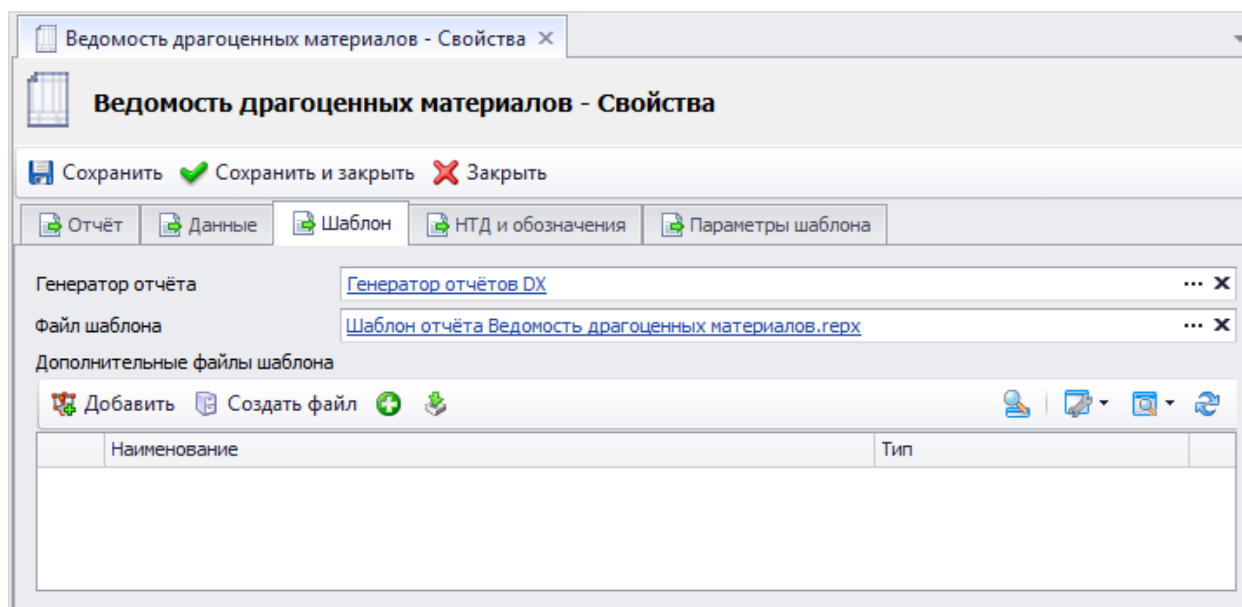 Ведомость драгоценных материалов - Свойства
Ведомость драгоценных материалов - Свойства
Сохранить Сохранить и закрыть Закрыть
Отчёт Данные Шаблон НТД и обозначения Параметры шаблона
Генератор отчёта Генератор отчётов DX
Файл шаблона Шаблон отчёта Ведомость драгоценных материалов.repx
Дополнительные файлы шаблона
Добавить Создать файл
Наименование Тип